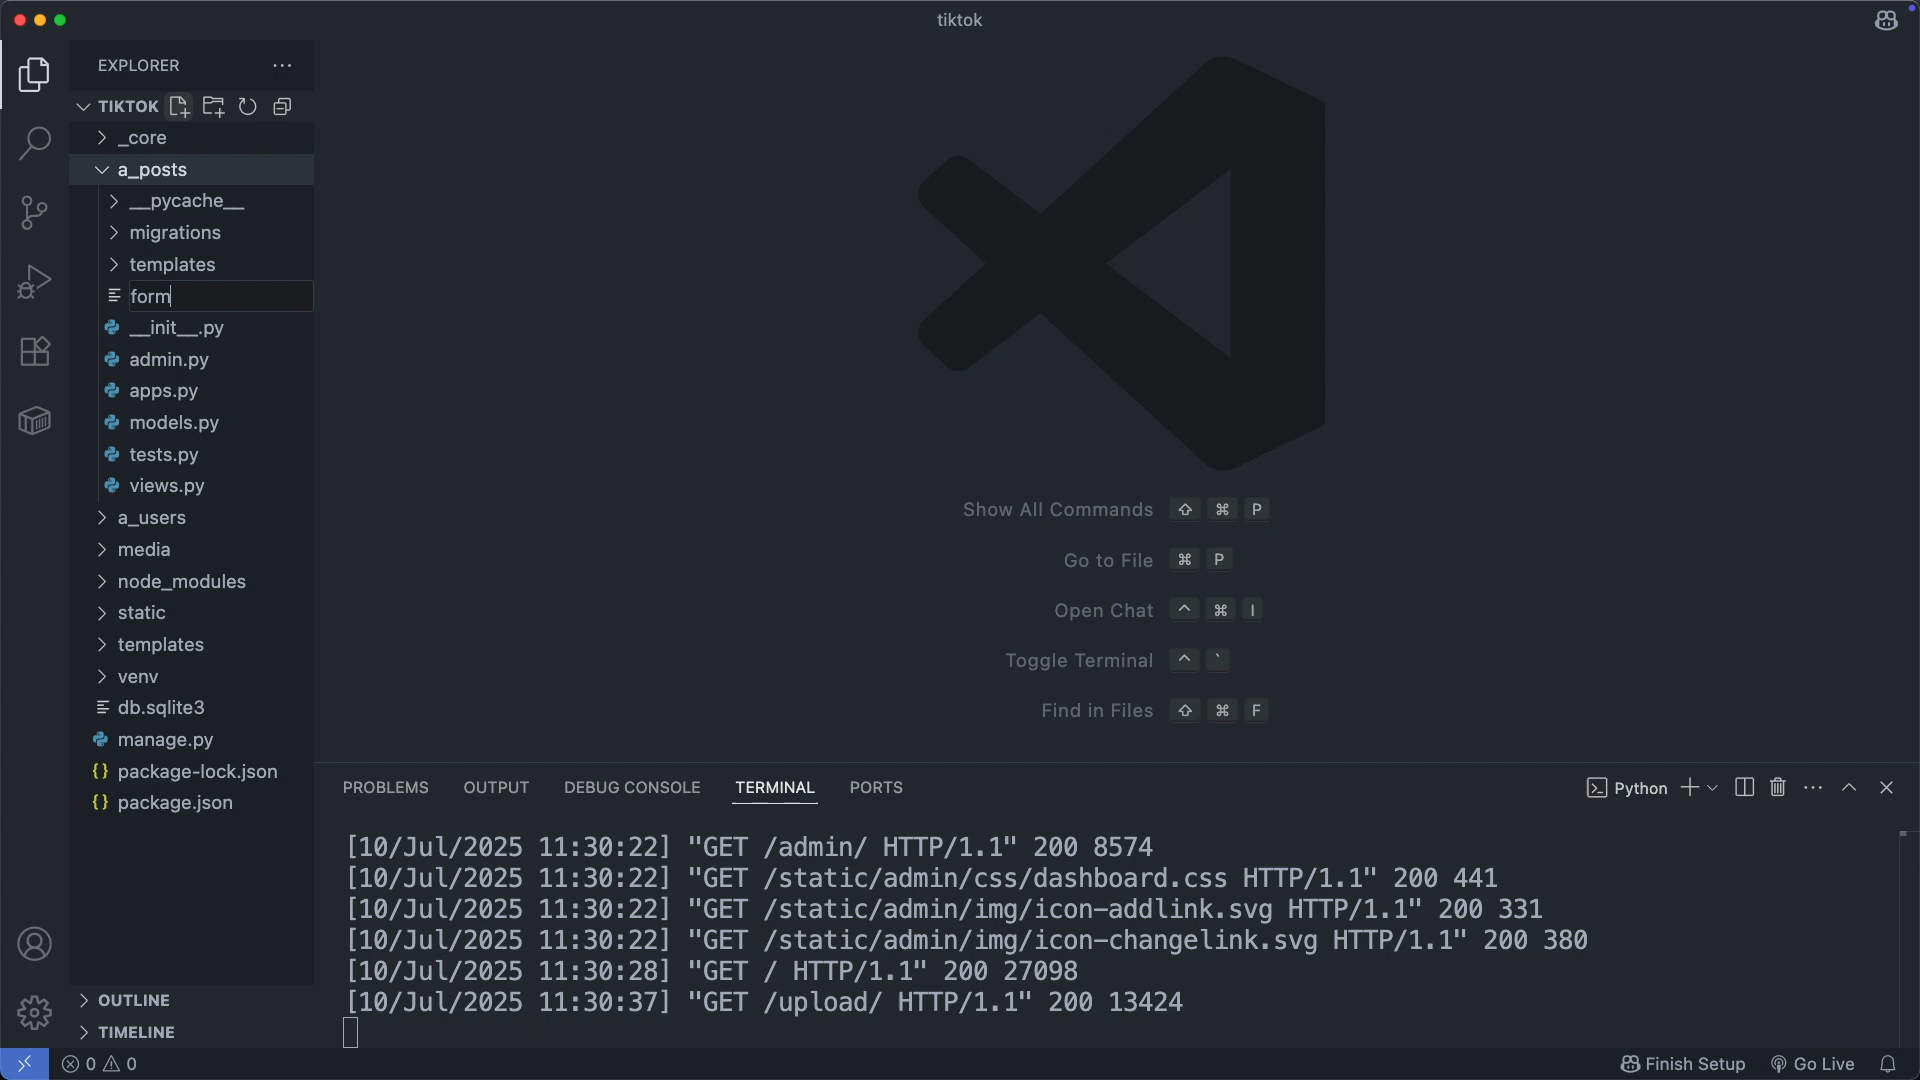 tiktok
EXPLORER
TIKTOK
_core
a_posts
__pycache__
migrations
templates
form
__init__.py
admin.py
apps.py
models.py
tests.py
views.py
a_users
media
node_modules
static
templates
venv
db.sqlite3
manage.py
{} package-lock.json
{} package.json
OUTLINE
TIMELINE
Show All Commands ⇧ ⌘ P
Go to File ⌘ P
Open Chat ^ ⌘ I
Toggle Terminal ^ `
Find in Files ⇧ ⌘ F
PROBLEMS OUTPUT DEBUG CONSOLE TERMINAL PORTS
Python
[10/Jul/2025 11:30:22] "GET /admin/ HTTP/1.1" 200 8574
[10/Jul/2025 11:30:22] "GET /static/admin/css/dashboard.css HTTP/1.1" 200 441
[10/Jul/2025 11:30:22] "GET /static/admin/img/icon-addlink.svg HTTP/1.1" 200 331
[10/Jul/2025 11:30:22] "GET /static/admin/img/icon-changelink.svg HTTP/1.1" 200 380
[10/Jul/2025 11:30:28] "GET / HTTP/1.1" 200 27098
[10/Jul/2025 11:30:37] "GET /upload/ HTTP/1.1" 200 13424
0 0
Finish Setup Go Live